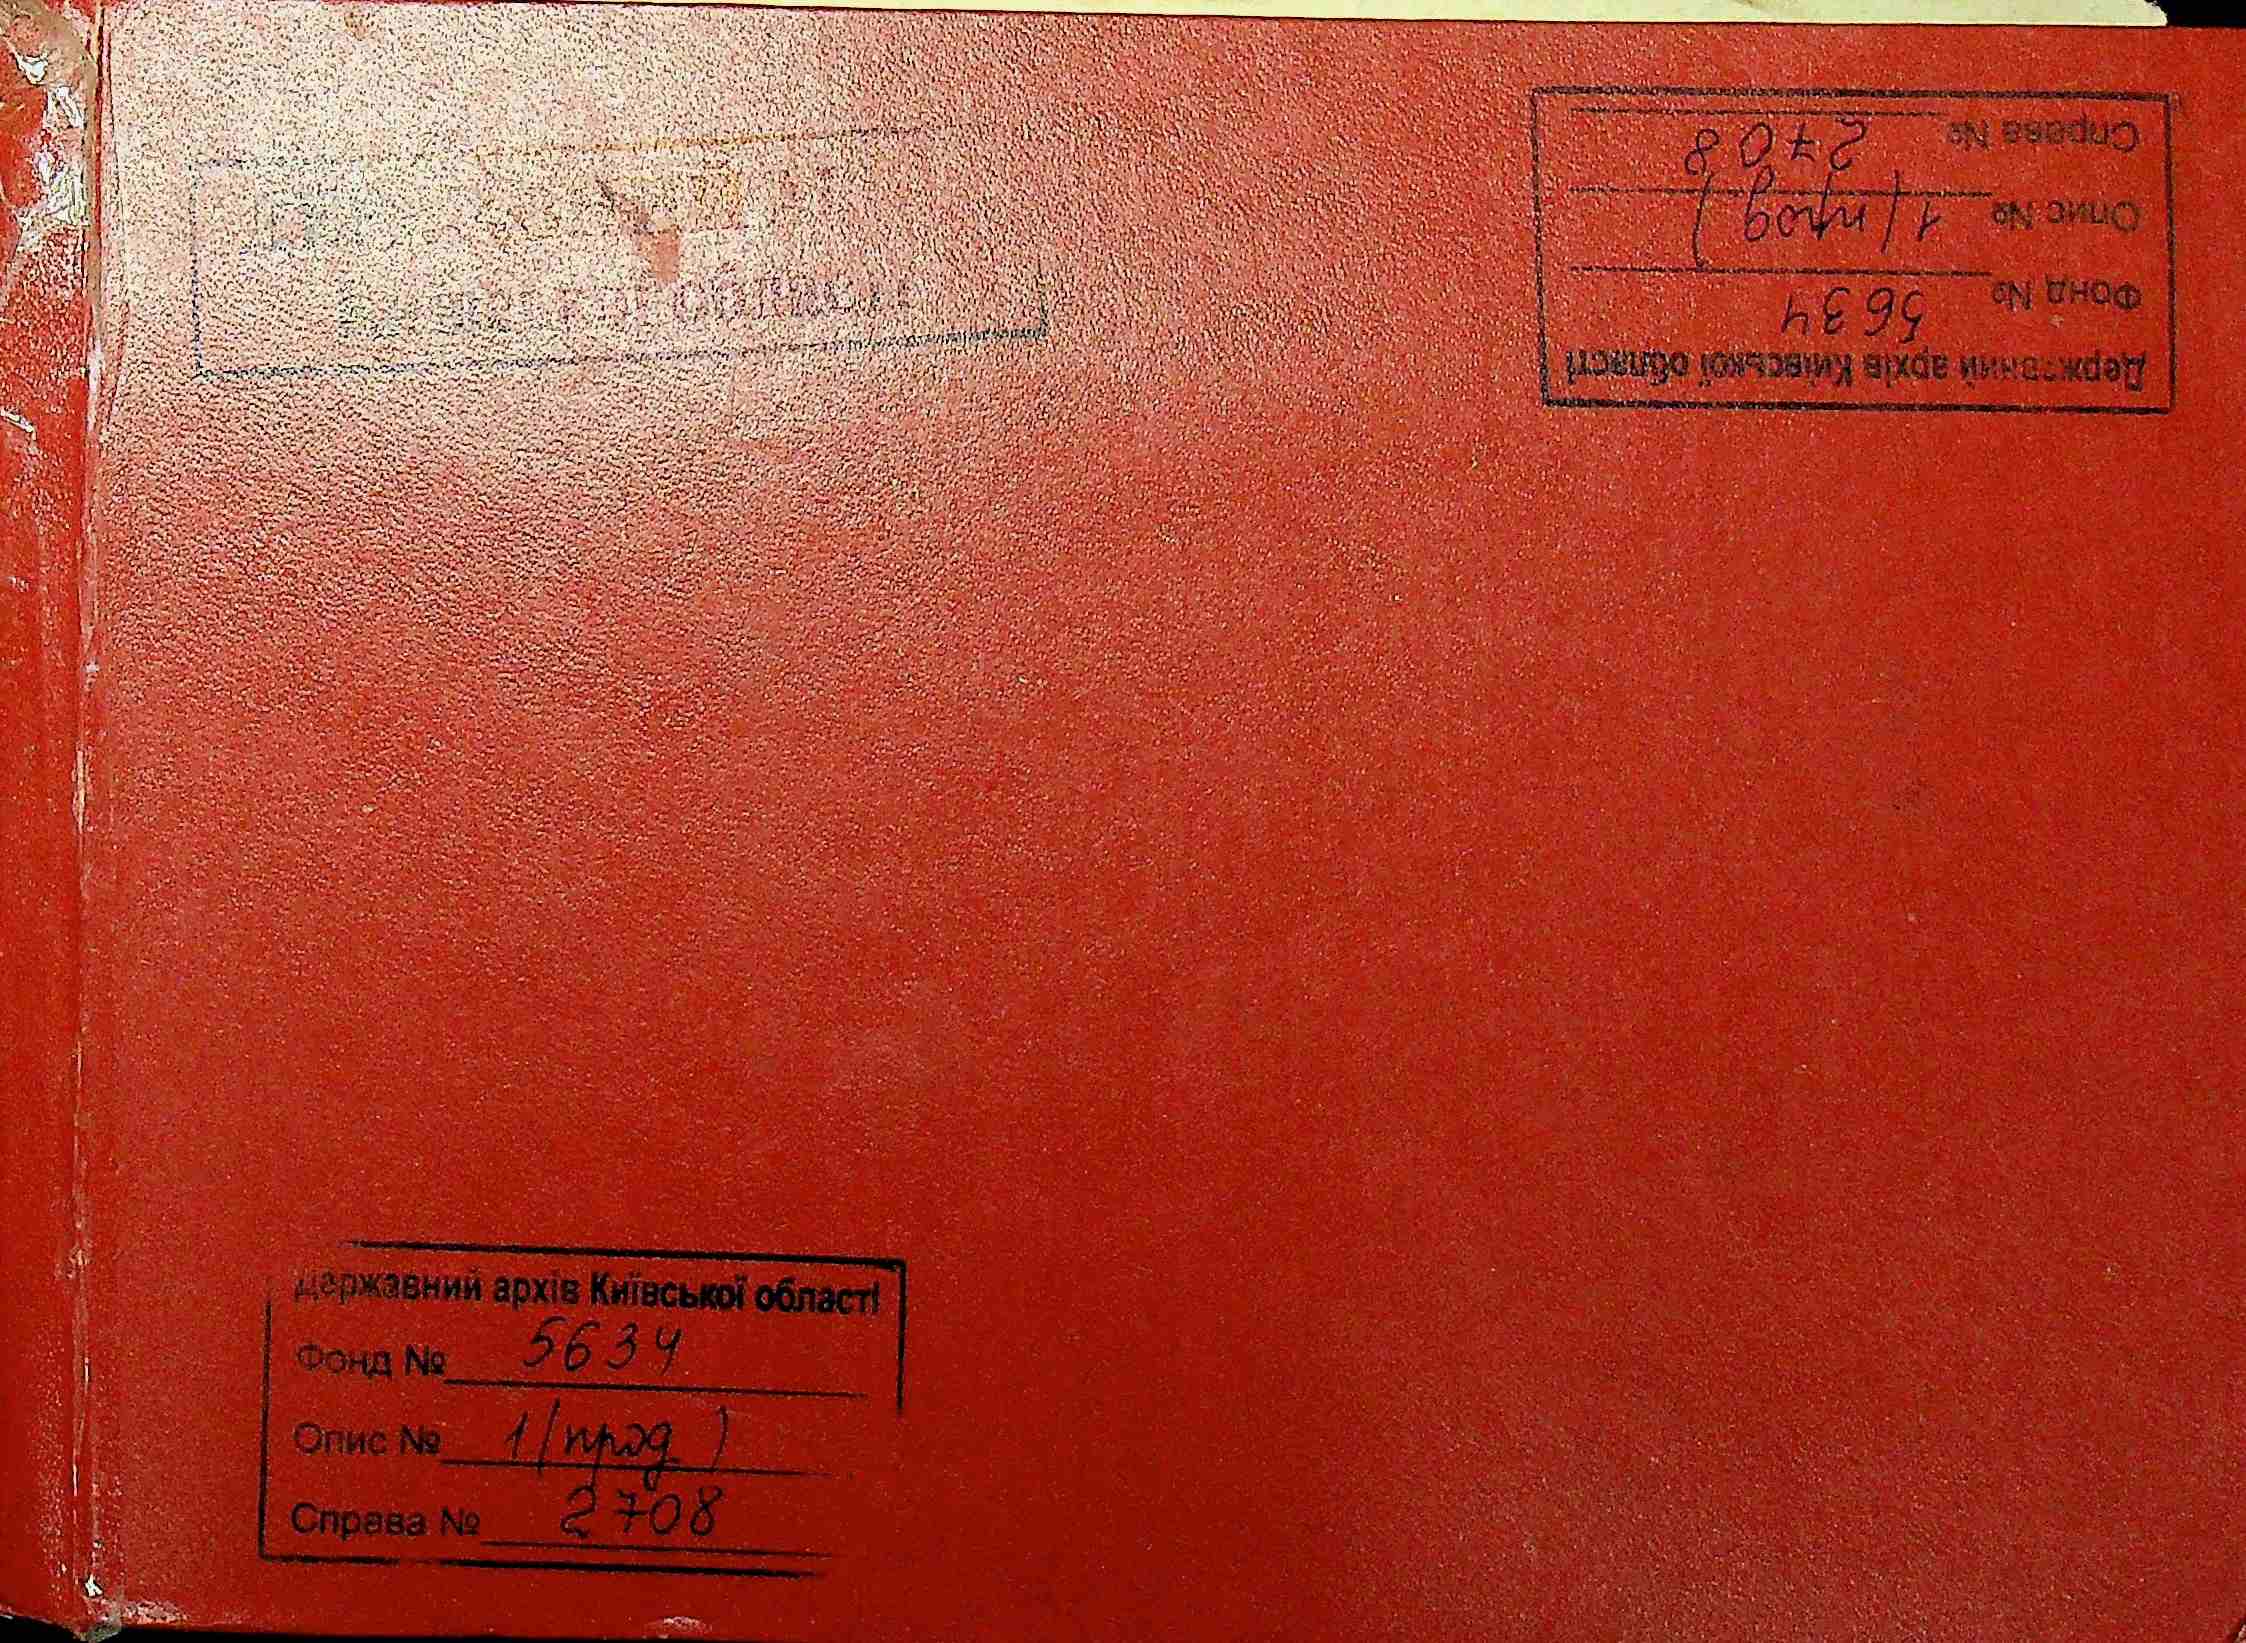 Державний архів Київської області
Фонд № 5634
Опис № 1 (прод)
Справа № 2708
Державний архів Київської області
Фонд № 5634
Опис № 1 (прод)
Справа № 2708